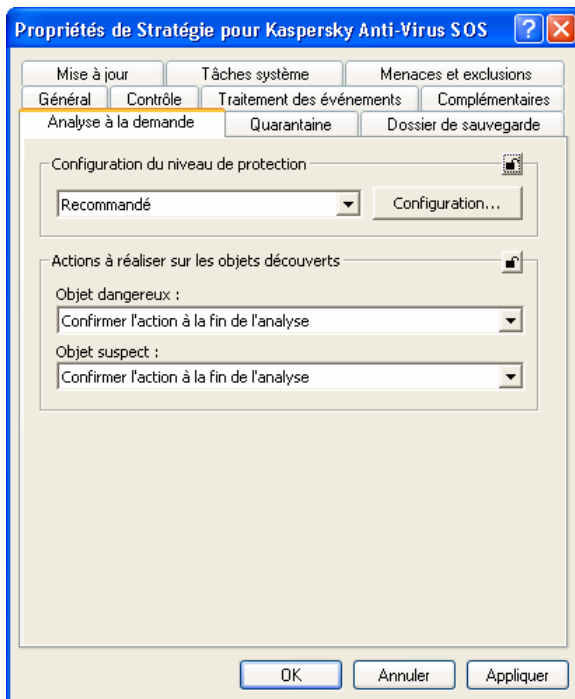 Propriétés de Stratégie pour Kaspersky Anti-Virus SOS
Mise à jour Tâches système Menaces et exclusions
Général Contrôle Traitement des événements Complémentaires
Analyse à la demande Quarantaine Dossier de sauvegarde
Configuration du niveau de protection
Recommandé Configuration...
Actions à réaliser sur les objets découverts
Objet dangereux :
Confirmer l'action à la fin de l'analyse
Objet suspect :
Confirmer l'action à la fin de l'analyse
OK Annuler Appliquer